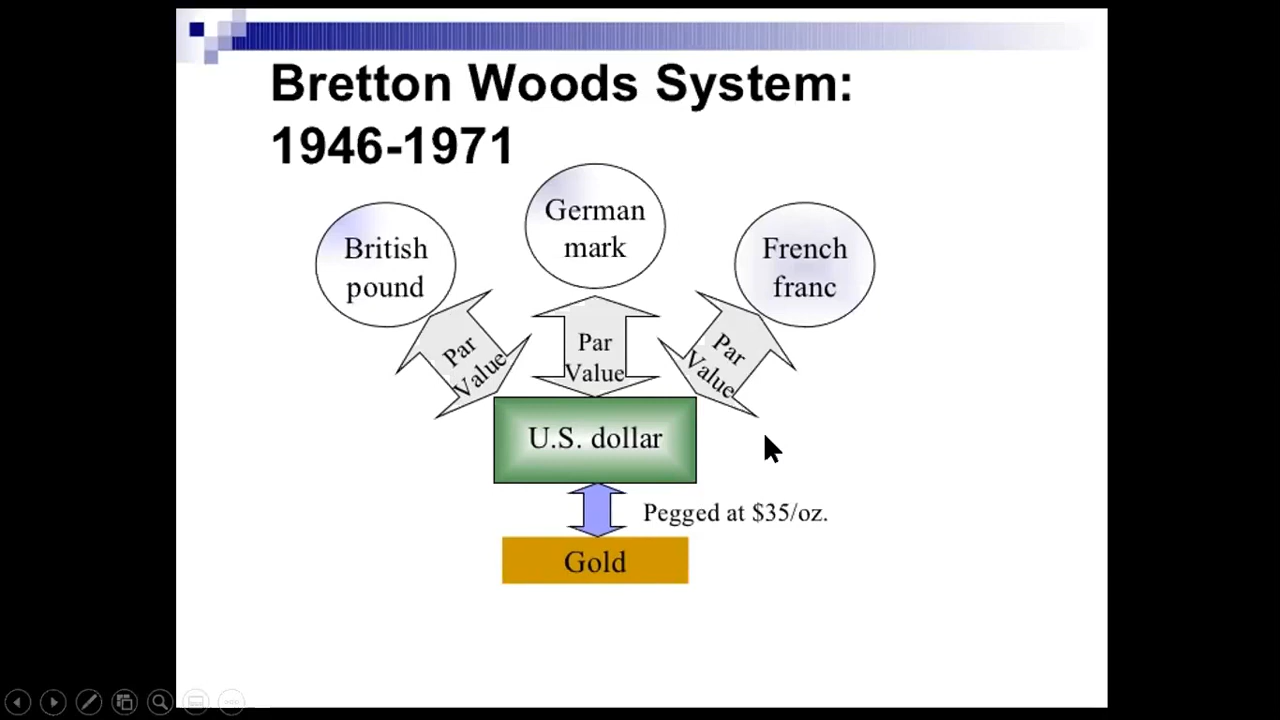 Bretton Woods System:
1946-1971
German
mark
British
pound
French
franc
Par
Value
Par
Value
Par
Value
U.S. dollar
Pegged at $35/oz.
Gold